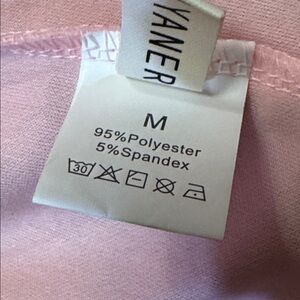 YANER
M
95%Polyester
5%Spandex
30